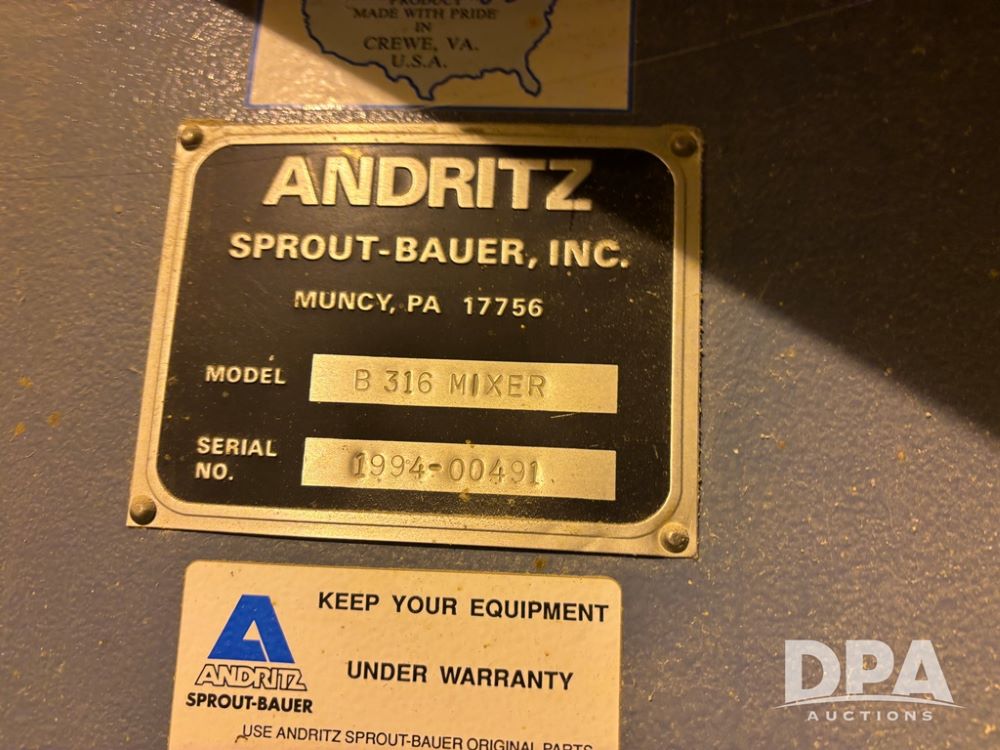 PRODUCT
MADE WITH PRIDE
IN
CREWE, VA.
U.S.A.
ANDRITZ
SPROUT-BAUER, INC.
MUNCY, PA 17756
MODEL B 316 MIXER
SERIAL NO. 1994-00491
KEEP YOUR EQUIPMENT
UNDER WARRANTY
ANDRITZ
SPROUT-BAUER
USE ANDRITZ SPROUT-BAUER ORIGINAL PARTS
DPA
AUCTIONS